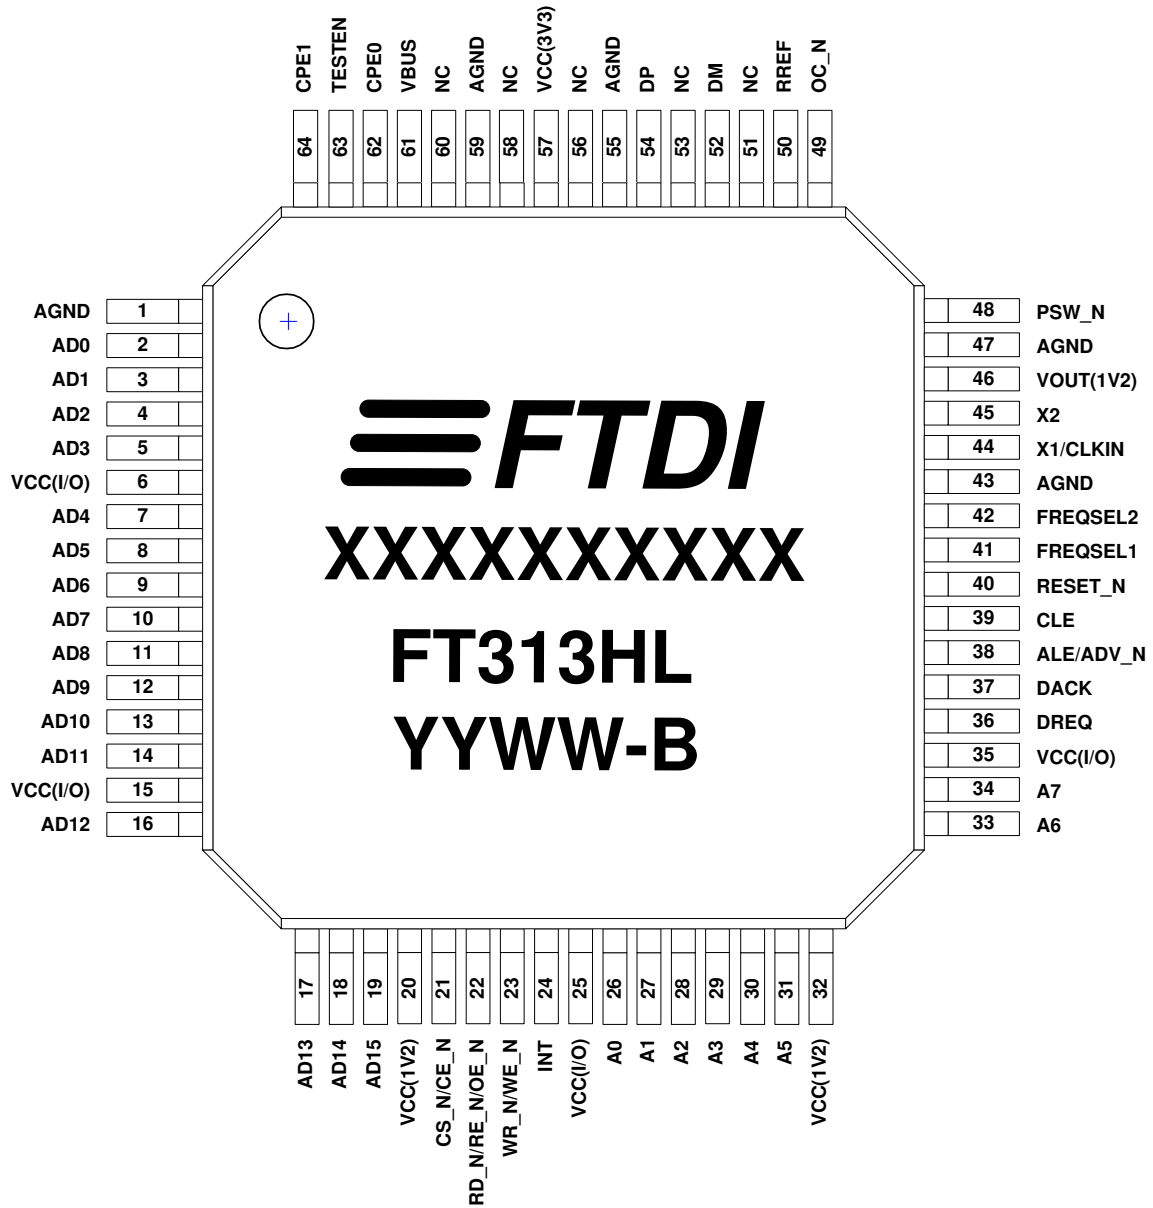 CPE1
TESTEN
CPE0
VBUS
NC
AGND
NC
VCC(3V3)
NC
AGND
DP
NC
DM
NC
RREF
OC_N
64
63
62
61
60
59
58
57
56
55
54
53
52
51
50
49
AGND 1
AD0 2
AD1 3
AD2 4
AD3 5
VCC(I/O) 6
AD4 7
AD5 8
AD6 9
AD7 10
AD8 11
AD9 12
AD10 13
AD11 14
VCC(I/O) 15
AD12 16
FTDI
XXXXXXXXXX
FT313HL
YYWW-B
48 PSW_N
47 AGND
46 VOUT(1V2)
45 X2
44 X1/CLKIN
43 AGND
42 FREQSEL2
41 FREQSEL1
40 RESET_N
39 CLE
38 ALE/ADV_N
37 DACK
36 DREQ
35 VCC(I/O)
34 A7
33 A6
17
18
19
20
21
22
23
24
25
26
27
28
29
30
31
32
AD13
AD14
AD15
VCC(1V2)
CS_N/CE_N
RD_N/RE_N/OE_N
WR_N/WE_N
INT
VCC(I/O)
A0
A1
A2
A3
A4
A5
VCC(1V2)